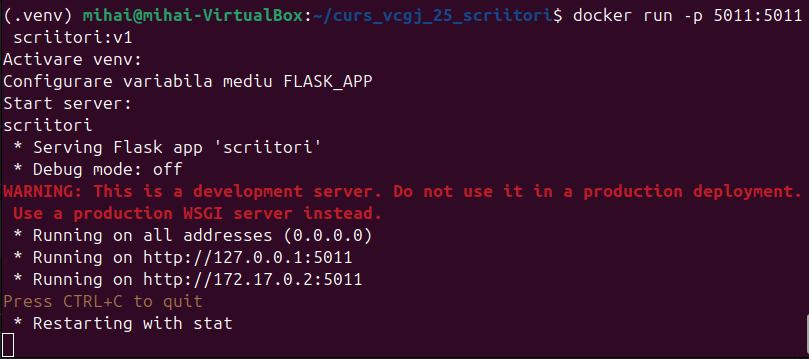 (.venv) mihai@mihai-VirtualBox:~/curs_vcgj_25_scriitori$ docker run -p 5011:5011
 scriitori:v1
Activare venv:
Configurare variabila mediu FLASK_APP
Start server:
scriitori
 * Serving Flask app 'scriitori'
 * Debug mode: off
WARNING: This is a development server. Do not use it in a production deployment.
 Use a production WSGI server instead.
 * Running on all addresses (0.0.0.0)
 * Running on http://127.0.0.1:5011
 * Running on http://172.17.0.2:5011
Press CTRL+C to quit
 * Restarting with stat